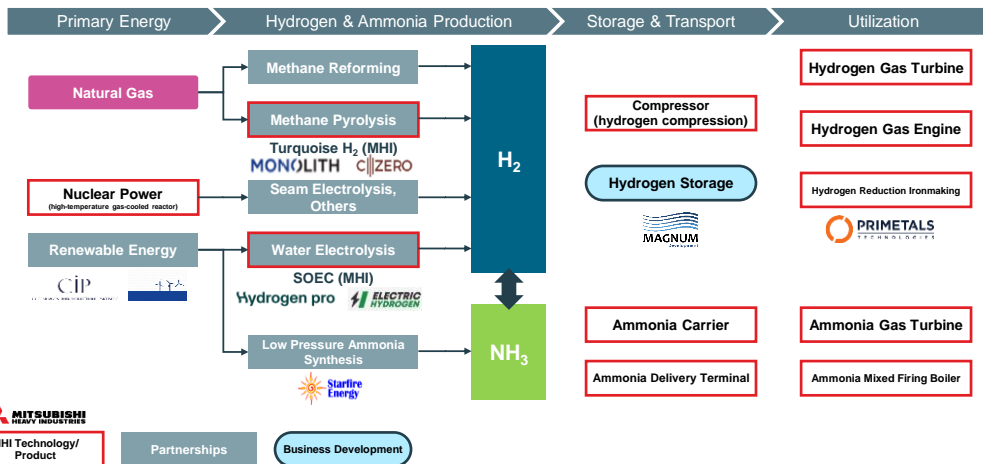 Primary Energy
Hydrogen & Ammonia Production
Storage & Transport
Utilization
Natural Gas
Nuclear Power
(high-temperature gas-cooled reactor)
Renewable Energy
CIP
Methane Reforming
Methane Pyrolysis
Turquoise H₂ (MHI)
MONOLITH
C ZERO
Seam Electrolysis,
Others
Water Electrolysis
SOEC (MHI)
Hydrogen pro
ELECTRIC
HYDROGEN
Low Pressure Ammonia
Synthesis
Starfire
Energy
H₂
NH₃
Compressor
(hydrogen compression)
Hydrogen Storage
MAGNUM
development
Ammonia Carrier
Ammonia Delivery Terminal
Hydrogen Gas Turbine
Hydrogen Gas Engine
Hydrogen Reduction Ironmaking
PRIMETALS
TECHNOLOGIES
Ammonia Gas Turbine
Ammonia Mixed Firing Boiler
MITSUBISHI
HEAVY INDUSTRIES
HI Technology/
Product
Partnerships
Business Development